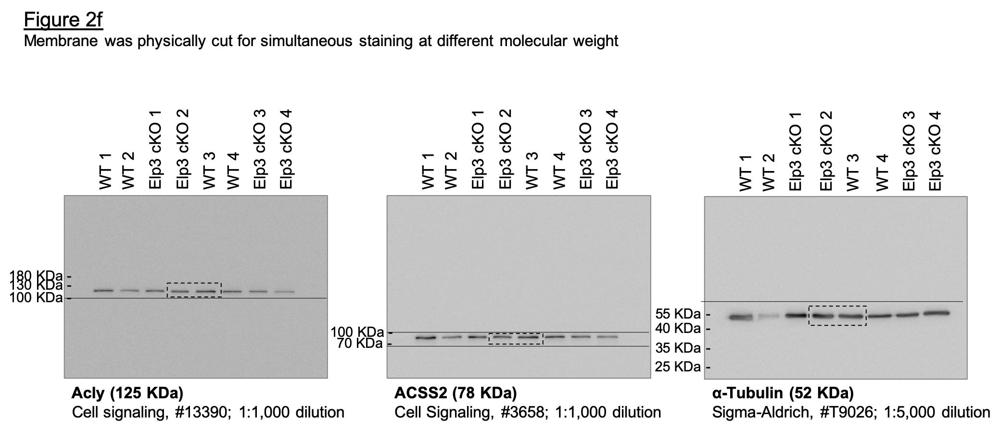 Figure 2f
Membrane was physically cut for simultaneous staining at different molecular weight
WT 1
WT 2
Elp3 cKO 1
Elp3 cKO 2
WT 3
WT 4
Elp3 cKO 3
Elp3 cKO 4
180 KDa -
130 KDa -
100 KDa -
Acly (125 KDa)
Cell signaling, #13390; 1:1,000 dilution
WT 1
WT 2
Elp3 cKO 1
Elp3 cKO 2
WT 3
WT 4
Elp3 cKO 3
Elp3 cKO 4
100 KDa -
70 KDa -
ACSS2 (78 KDa)
Cell Signaling, #3658; 1:1,000 dilution
WT 1
WT 2
Elp3 cKO 1
Elp3 cKO 2
WT 3
WT 4
Elp3 cKO 3
Elp3 cKO 4
55 KDa -
40 KDa -
35 KDa -
25 KDa -
α-Tubulin (52 KDa)
Sigma-Aldrich, #T9026; 1:5,000 dilution